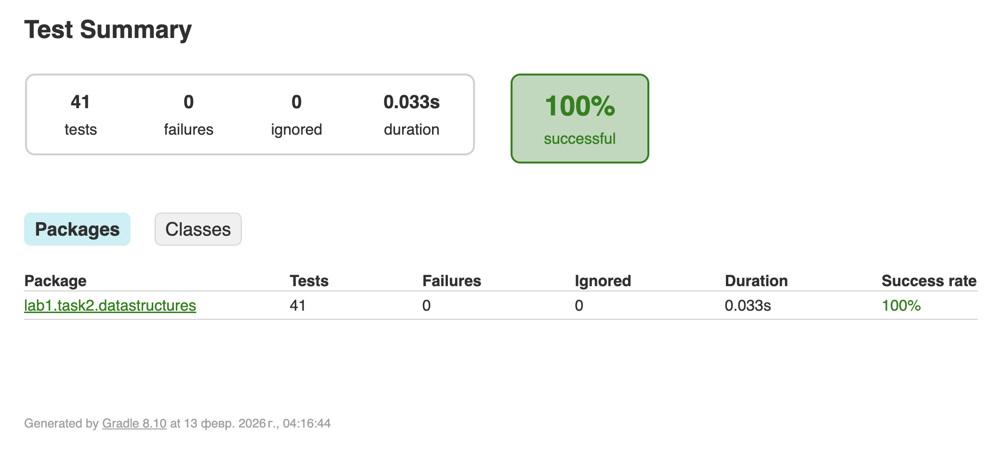 Test Summary
41 0 0 0.033s
tests failures ignored duration
100%
successful
Packages Classes
Package Tests Failures Ignored Duration Success rate
lab1.task2.datastructures 41 0 0 0.033s 100%
Generated by Gradle 8.10 at 13 февр. 2026 г., 04:16:44